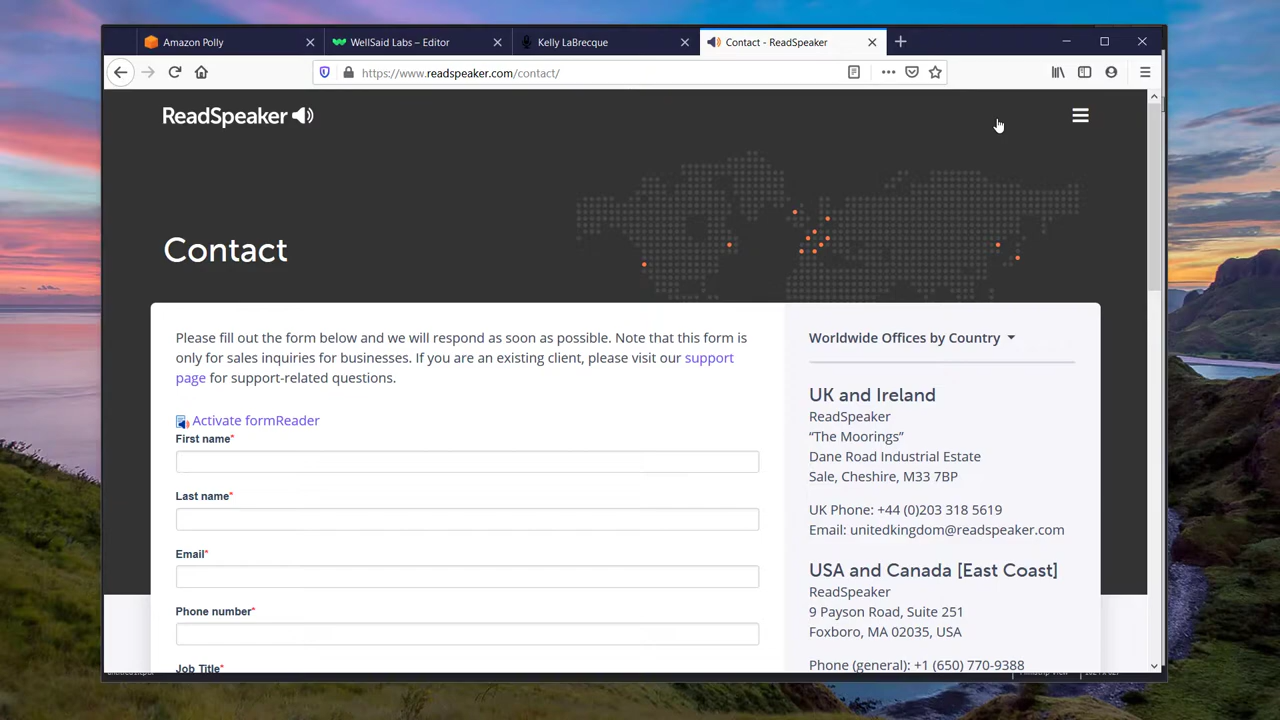 Amazon Polly
WellSaid Labs – Editor
Kelly LaBrecque
Contact - ReadSpeaker
https://www.readspeaker.com/contact/
ReadSpeaker
Contact
Please fill out the form below and we will respond as soon as possible. Note that this form is
only for sales inquiries for businesses. If you are an existing client, please visit our support
page for support-related questions.
Activate formReader
First name*
Last name*
Email*
Phone number*
Job Title*
Worldwide Offices by Country
UK and Ireland
ReadSpeaker
“The Moorings”
Dane Road Industrial Estate
Sale, Cheshire, M33 7BP
UK Phone: +44 (0)203 318 5619
Email: unitedkingdom@readspeaker.com
USA and Canada [East Coast]
ReadSpeaker
9 Payson Road, Suite 251
Foxboro, MA 02035, USA
Phone (general): +1 (650) 770-9388